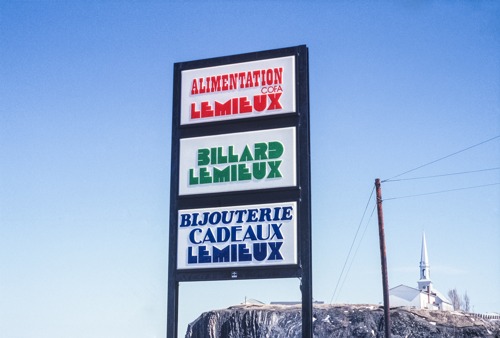 ALIMENTATION
COFA
LEMIEUX
BILLARD
LEMIEUX
BIJOUTERIE
CADEAUX
LEMIEUX